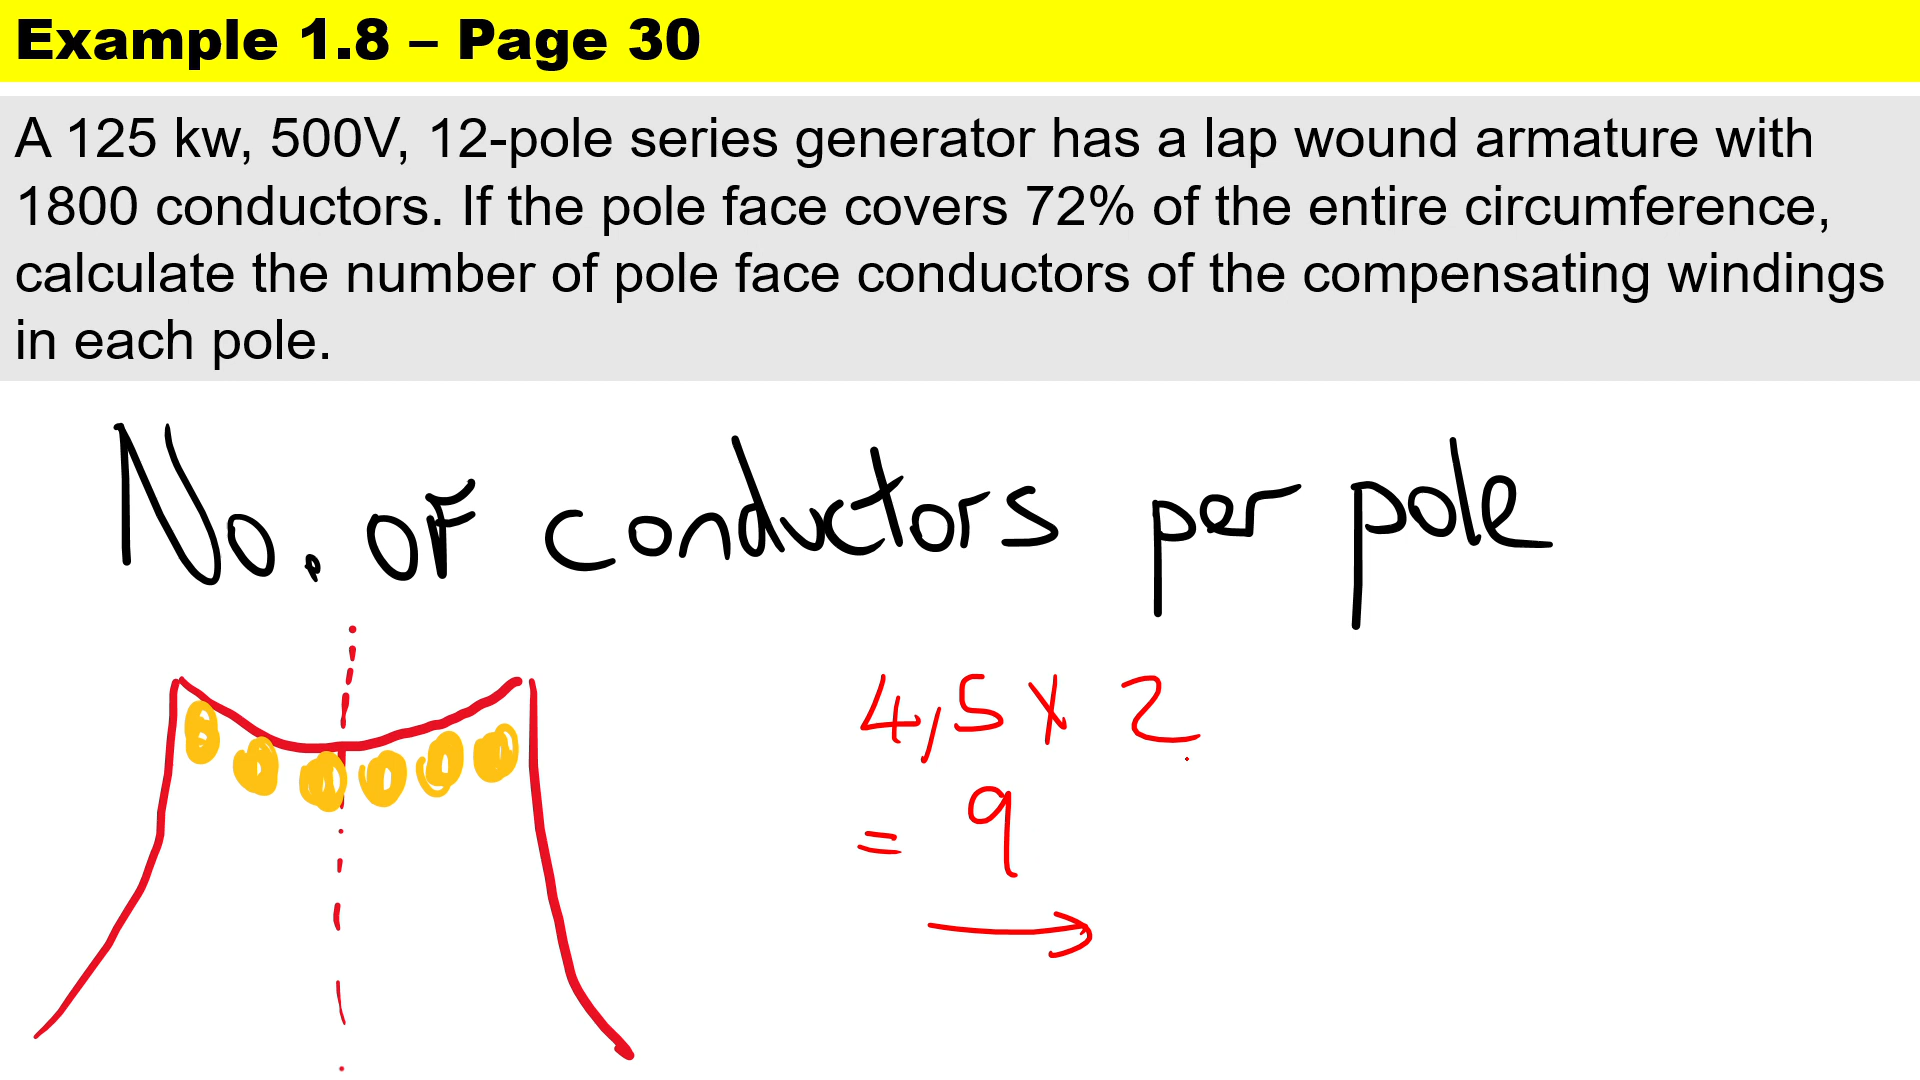 Example 1.8 – Page 30
A 125 kw, 500V, 12-pole series generator has a lap wound armature with
1800 conductors. If the pole face covers 72% of the entire circumference,
calculate the number of pole face conductors of the compensating windings
in each pole.
No. of conductors per pole
4,5 x 2
= 9